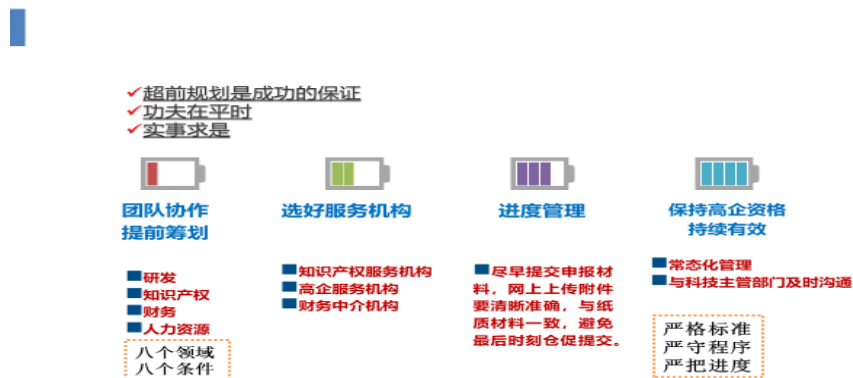 超前规划是成功的保证
功夫在平时
实事求是
团队协作
提前筹划
研发
知识产权
财务
人力资源
八个领域
八个条件
选好服务机构
知识产权服务机构
高企服务机构
财务中介机构
进度管理
尽早提交申报材
料，网上上传附件
要清晰准确，与纸
质材料一致，避免
最后时刻仓促提交。
保持高企资格
持续有效
常态化管理
与科技主管部门及时沟通
严格标准
严守程序
严把进度